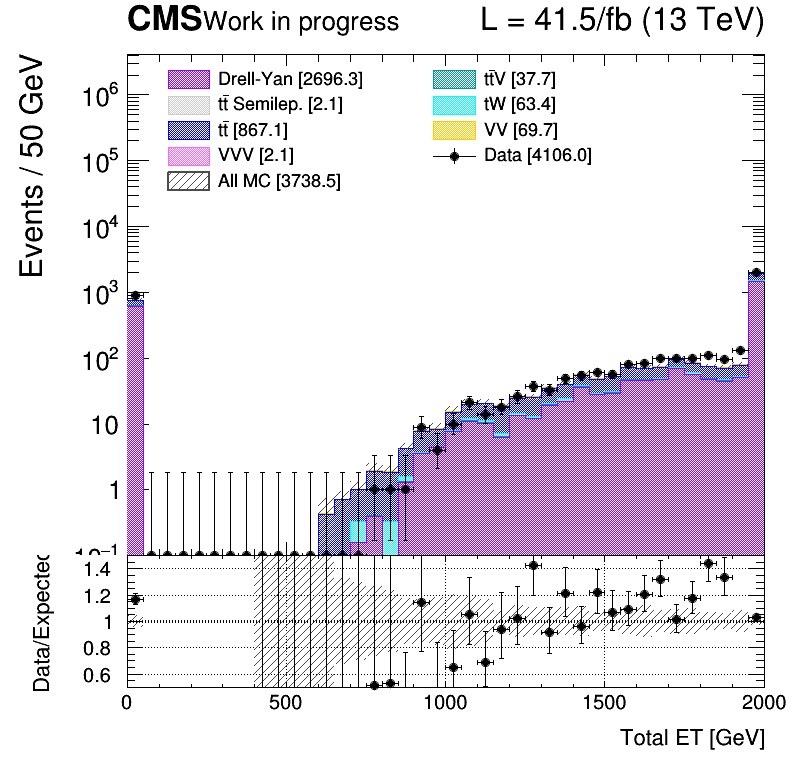 CMS Work in progress L = 41.5/fb (13 TeV)
Events / 50 GeV
Drell-Yan [2696.3]
tt̄ Semilep. [2.1]
tt̄ [867.1]
VVV [2.1]
All MC [3738.5]
tt̄V [37.7]
tW [63.4]
VV [69.7]
Data [4106.0]
10⁶
10⁵
10⁴
10³
10²
10
1
10⁻¹
Data/Expected
1.4
1.2
1
0.8
0.6
0 500 1000 1500 2000
Total ET [GeV]